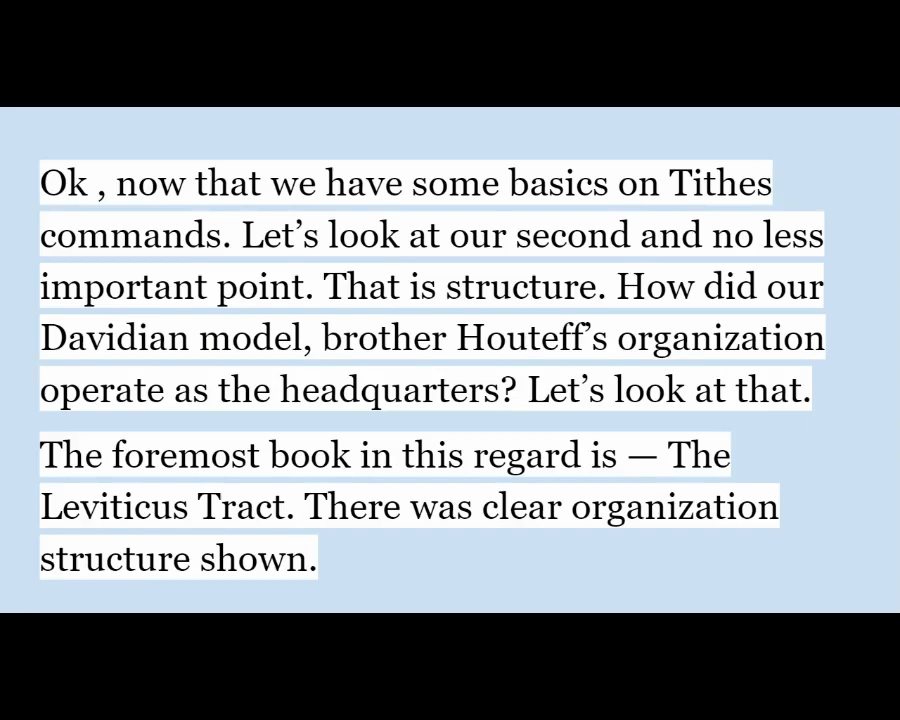 Ok , now that we have some basics on Tithes
commands. Let’s look at our second and no less
important point. That is structure. How did our
Davidian model, brother Houteff’s organization
operate as the headquarters? Let’s look at that.
The foremost book in this regard is — The
Leviticus Tract. There was clear organization
structure shown.